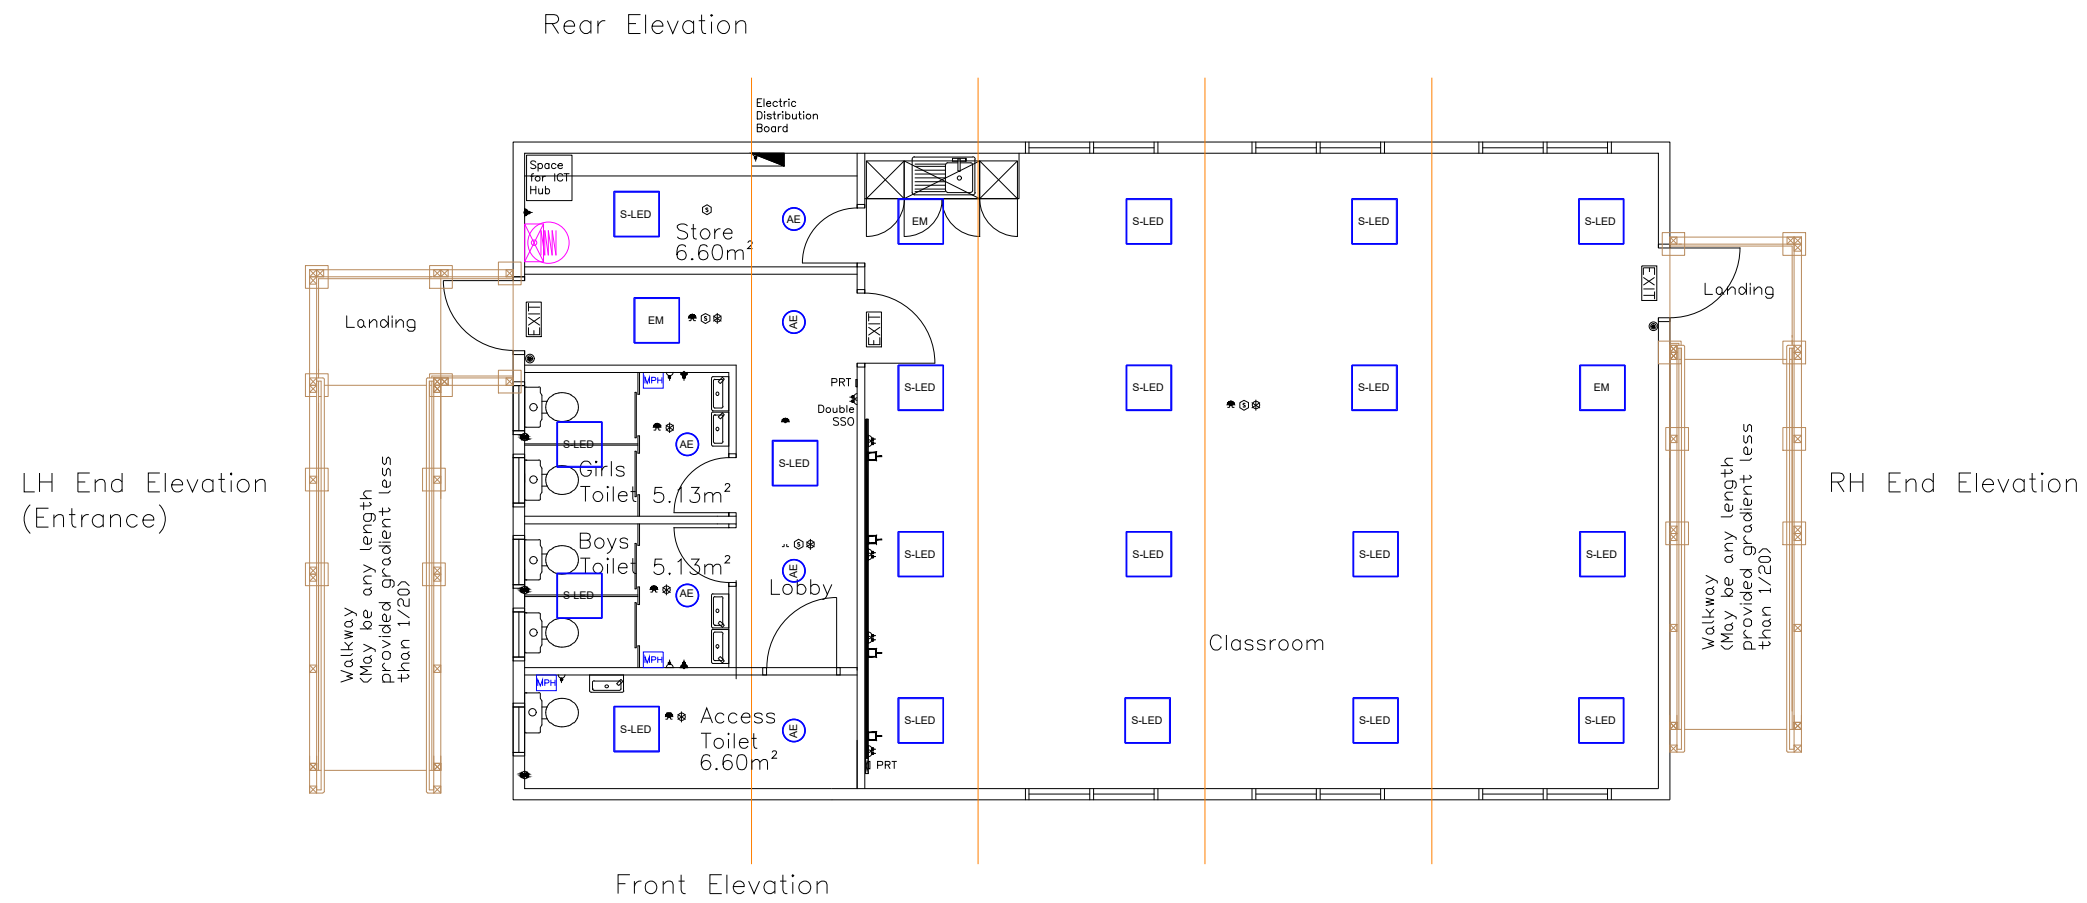 Rear Elevation
Electric
Distribution
Board
Space
for ICT
Hub
S-LED
AE
Store
6.60m²
EM
S-LED
S-LED
S-LED
EXIT
Landing
Landing
EXIT
EM
AE
EXIT
MPH
PRT
Double
SSO
S-LED
AE
Girls
Toilet 5.13m²
S-LED
S-LED
S-LED
S-LED
EM
LH End Elevation
(Entrance)
RH End Elevation
Walkway
(May be any length
provided gradient less
than 1/20)
Walkway
(May be any length
provided gradient less
than 1/20)
Boys
Toilet 5.13m²
S-LED
AE
AE
Lobby
S-LED
S-LED
S-LED
S-LED
Classroom
MPH
MPH
S-LED
Access
Toilet
6.60m²
AE
S-LED
S-LED
S-LED
S-LED
PRT
Front Elevation